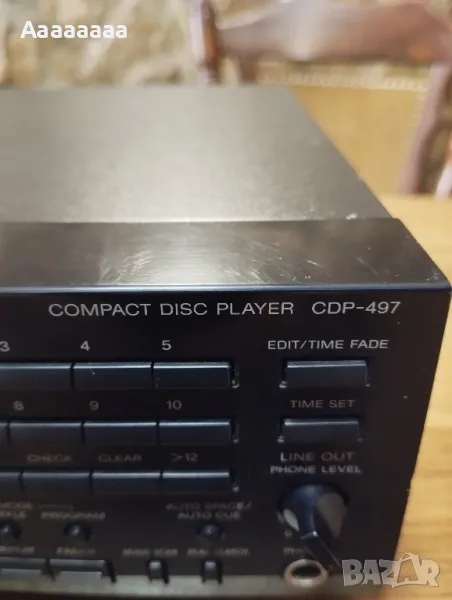 Aaaaaaaa
COMPACT DISC PLAYER CDP-497
3 4 5 EDIT/TIME FADE
8 9 10 TIME SET
CHECK CLEAR >12 LINE OUT
PHONE LEVEL
PROGRAM AUTO SPACE/
AUTO CUE
BAZAR